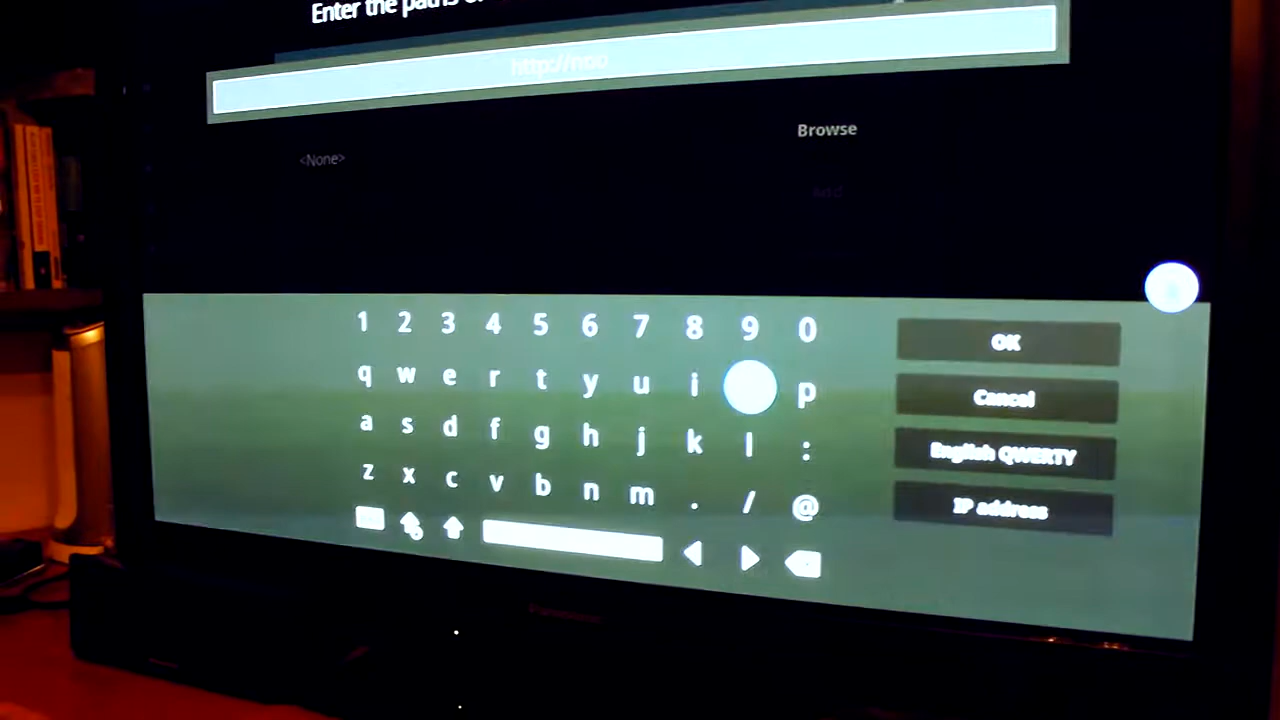 Enter the paths
http://
Browse
<None>
Add
1 2 3 4 5 6 7 8 9 0
q w e r t y u i p
a s d f g h j k l :
z x c v b n m . / @
OK
Cancel
English QWERTY
IP address